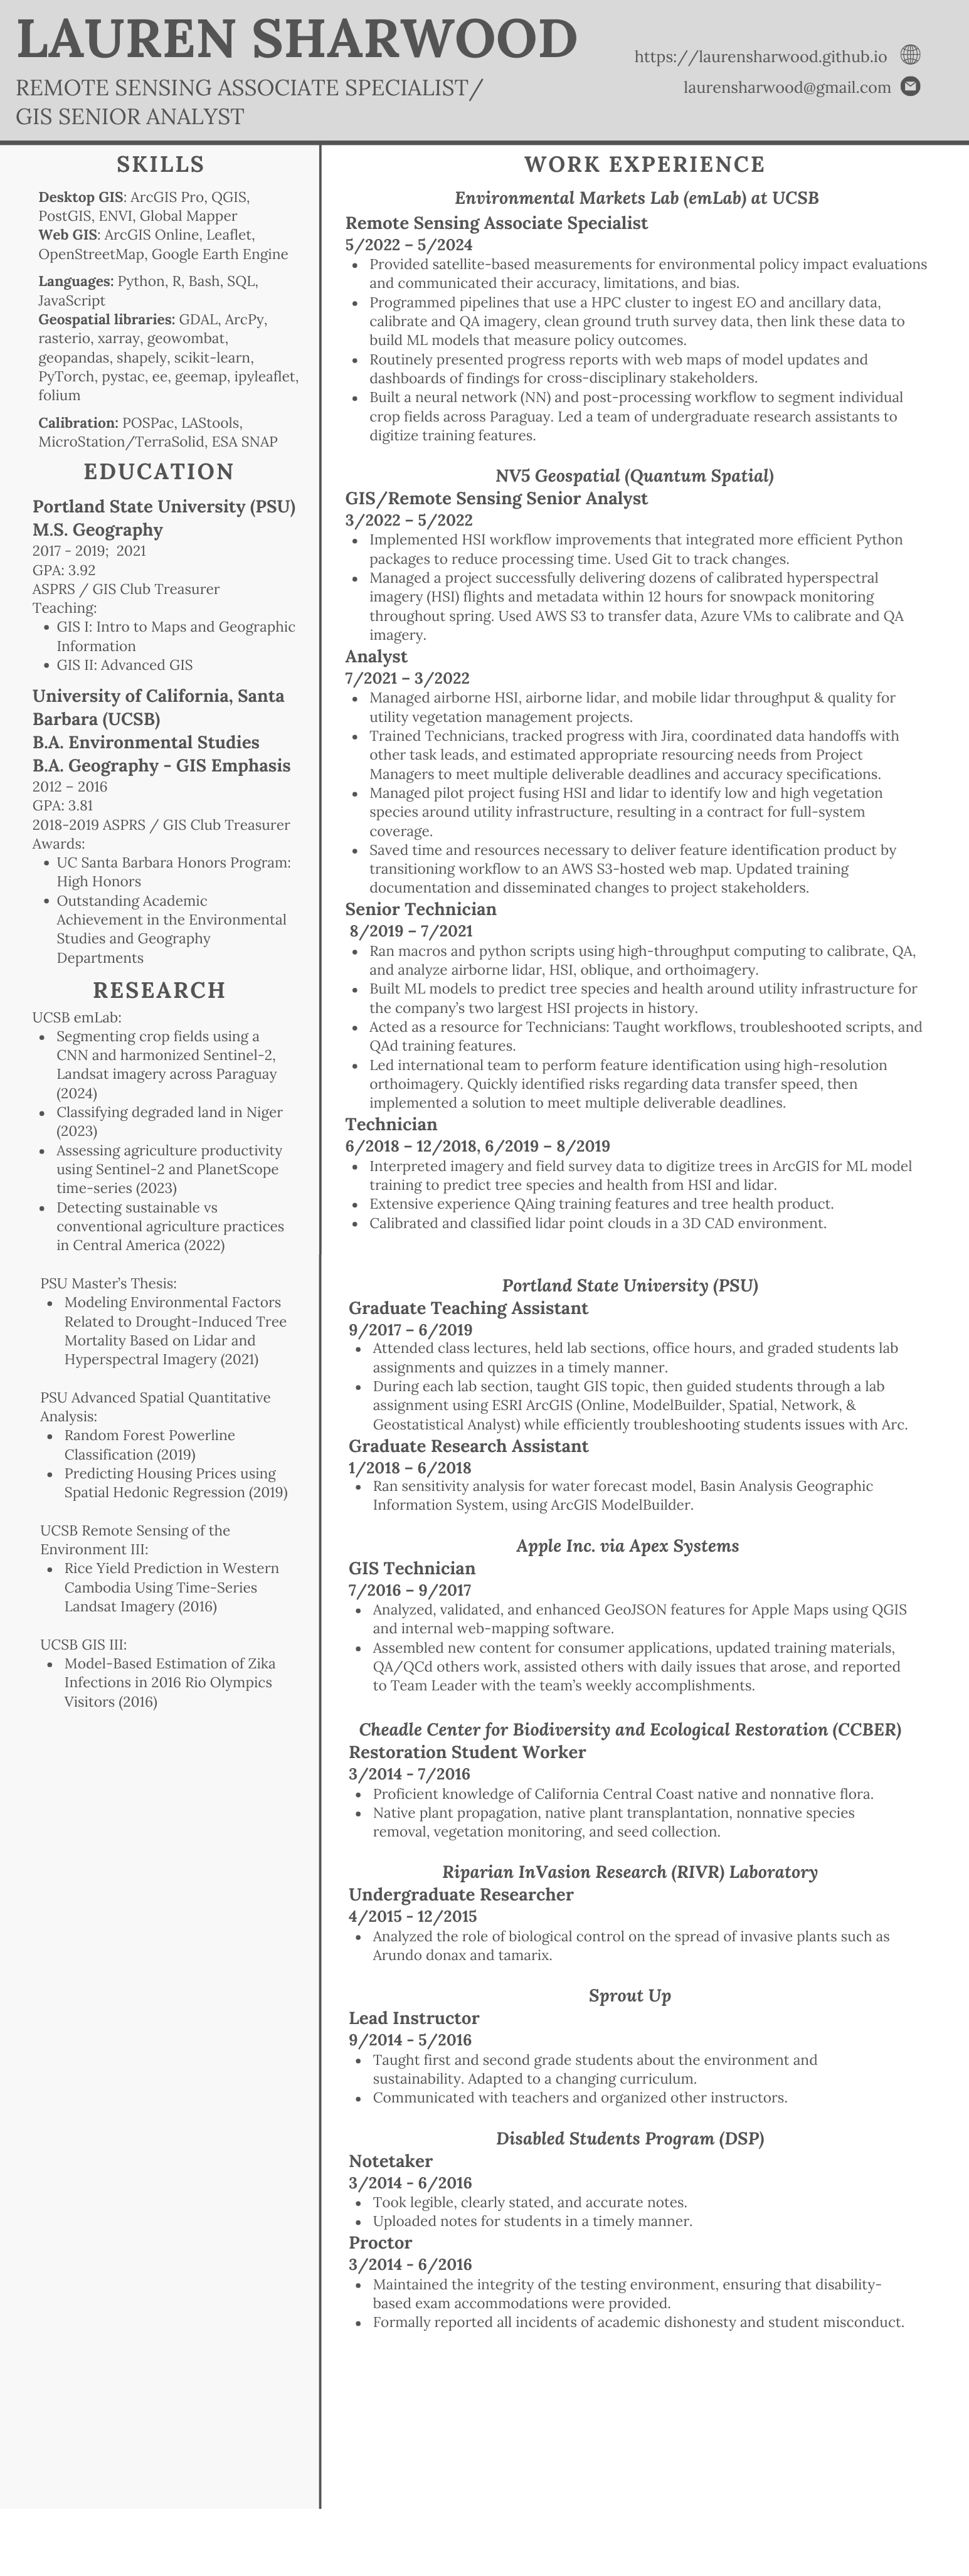 LAUREN SHARWOOD
REMOTE SENSING ASSOCIATE SPECIALIST/
GIS SENIOR ANALYST
https://laurensharwood.github.io
laurensharwood@gmail.com
SKILLS
Desktop GIS: ArcGIS Pro, QGIS,
PostGIS, ENVI, Global Mapper
Web GIS: ArcGIS Online, Leaflet,
OpenStreetMap, Google Earth Engine
Languages: Python, R, Bash, SQL,
JavaScript
Geospatial libraries: GDAL, ArcPy,
rasterio, xarray, geowombat,
geopandas, shapely, scikit-learn,
PyTorch, pystac, ee, geemap, ipyleaflet,
folium
Calibration: POSPac, LAStools,
MicroStation/TerraSolid, ESA SNAP
EDUCATION
Portland State University (PSU)
M.S. Geography
2017 - 2019;  2021
GPA: 3.92
ASPRS / GIS Club Treasurer
Teaching:
• GIS I: Intro to Maps and Geographic
Information
• GIS II: Advanced GIS
University of California, Santa
Barbara (UCSB)
B.A. Environmental Studies
B.A. Geography - GIS Emphasis
2012 – 2016
GPA: 3.81
2018-2019 ASPRS / GIS Club Treasurer
Awards:
• UC Santa Barbara Honors Program:
High Honors
• Outstanding Academic
Achievement in the Environmental
Studies and Geography
Departments
RESEARCH
UCSB emLab:
• Segmenting crop fields using a
CNN and harmonized Sentinel-2,
Landsat imagery across Paraguay
(2024)
• Classifying degraded land in Niger
(2023)
• Assessing agriculture productivity
using Sentinel-2 and PlanetScope
time-series (2023)
• Detecting sustainable vs
conventional agriculture practices
in Central America (2022)
PSU Master's Thesis:
• Modeling Environmental Factors
Related to Drought-Induced Tree
Mortality Based on Lidar and
Hyperspectral Imagery (2021)
PSU Advanced Spatial Quantitative
Analysis:
• Random Forest Powerline
Classification (2019)
• Predicting Housing Prices using
Spatial Hedonic Regression (2019)
UCSB Remote Sensing of the
Environment III:
• Rice Yield Prediction in Western
Cambodia Using Time-Series
Landsat Imagery (2016)
UCSB GIS III:
• Model-Based Estimation of Zika
Infections in 2016 Rio Olympics
Visitors (2016)
WORK EXPERIENCE
Environmental Markets Lab (emLab) at UCSB
Remote Sensing Associate Specialist
5/2022 – 5/2024
• Provided satellite-based measurements for environmental policy impact evaluations
and communicated their accuracy, limitations, and bias.
• Programmed pipelines that use a HPC cluster to ingest EO and ancillary data,
calibrate and QA imagery, clean ground truth survey data, then link these data to
build ML models that measure policy outcomes.
• Routinely presented progress reports with web maps of model updates and
dashboards of findings for cross-disciplinary stakeholders.
• Built a neural network (NN) and post-processing workflow to segment individual
crop fields across Paraguay. Led a team of undergraduate research assistants to
digitize training features.
NV5 Geospatial (Quantum Spatial)
GIS/Remote Sensing Senior Analyst
3/2022 – 5/2022
• Implemented HSI workflow improvements that integrated more efficient Python
packages to reduce processing time. Used Git to track changes.
• Managed a project successfully delivering dozens of calibrated hyperspectral
imagery (HSI) flights and metadata within 12 hours for snowpack monitoring
throughout spring. Used AWS S3 to transfer data, Azure VMs to calibrate and QA
imagery.
Analyst
7/2021 – 3/2022
• Managed airborne HSI, airborne lidar, and mobile lidar throughput & quality for
utility vegetation management projects.
• Trained Technicians, tracked progress with Jira, coordinated data handoffs with
other task leads, and estimated appropriate resourcing needs from Project
Managers to meet multiple deliverable deadlines and accuracy specifications.
• Managed pilot project fusing HSI and lidar to identify low and high vegetation
species around utility infrastructure, resulting in a contract for full-system
coverage.
• Saved time and resources necessary to deliver feature identification product by
transitioning workflow to an AWS S3-hosted web map. Updated training
documentation and disseminated changes to project stakeholders.
Senior Technician
8/2019 – 7/2021
• Ran macros and python scripts using high-throughput computing to calibrate, QA,
and analyze airborne lidar, HSI, oblique, and orthoimagery.
• Built ML models to predict tree species and health around utility infrastructure for
the company's two largest HSI projects in history.
• Acted as a resource for Technicians: Taught workflows, troubleshooted scripts, and
QAd training features.
• Led international team to perform feature identification using high-resolution
orthoimagery. Quickly identified risks regarding data transfer speed, then
implemented a solution to meet multiple deliverable deadlines.
Technician
6/2018 – 12/2018, 6/2019 – 8/2019
• Interpreted imagery and field survey data to digitize trees in ArcGIS for ML model
training to predict tree species and health from HSI and lidar.
• Extensive experience QAing training features and tree health product.
• Calibrated and classified lidar point clouds in a 3D CAD environment.
Portland State University (PSU)
Graduate Teaching Assistant
9/2017 – 6/2019
• Attended class lectures, held lab sections, office hours, and graded students lab
assignments and quizzes in a timely manner.
• During each lab section, taught GIS topic, then guided students through a lab
assignment using ESRI ArcGIS (Online, ModelBuilder, Spatial, Network, &
Geostatistical Analyst) while efficiently troubleshooting students issues with Arc.
Graduate Research Assistant
1/2018 – 6/2018
• Ran sensitivity analysis for water forecast model, Basin Analysis Geographic
Information System, using ArcGIS ModelBuilder.
Apple Inc. via Apex Systems
GIS Technician
7/2016 – 9/2017
• Analyzed, validated, and enhanced GeoJSON features for Apple Maps using QGIS
and internal web-mapping software.
• Assembled new content for consumer applications, updated training materials,
QA/QCd others work, assisted others with daily issues that arose, and reported
to Team Leader with the team's weekly accomplishments.
Cheadle Center for Biodiversity and Ecological Restoration (CCBER)
Restoration Student Worker
3/2014 - 7/2016
• Proficient knowledge of California Central Coast native and nonnative flora.
• Native plant propagation, native plant transplantation, nonnative species
removal, vegetation monitoring, and seed collection.
Riparian InVasion Research (RIVR) Laboratory
Undergraduate Researcher
4/2015 - 12/2015
• Analyzed the role of biological control on the spread of invasive plants such as
Arundo donax and tamarix.
Sprout Up
Lead Instructor
9/2014 - 5/2016
• Taught first and second grade students about the environment and
sustainability. Adapted to a changing curriculum.
• Communicated with teachers and organized other instructors.
Disabled Students Program (DSP)
Notetaker
3/2014 - 6/2016
• Took legible, clearly stated, and accurate notes.
• Uploaded notes for students in a timely manner.
Proctor
3/2014 - 6/2016
• Maintained the integrity of the testing environment, ensuring that disability-
based exam accommodations were provided.
• Formally reported all incidents of academic dishonesty and student misconduct.